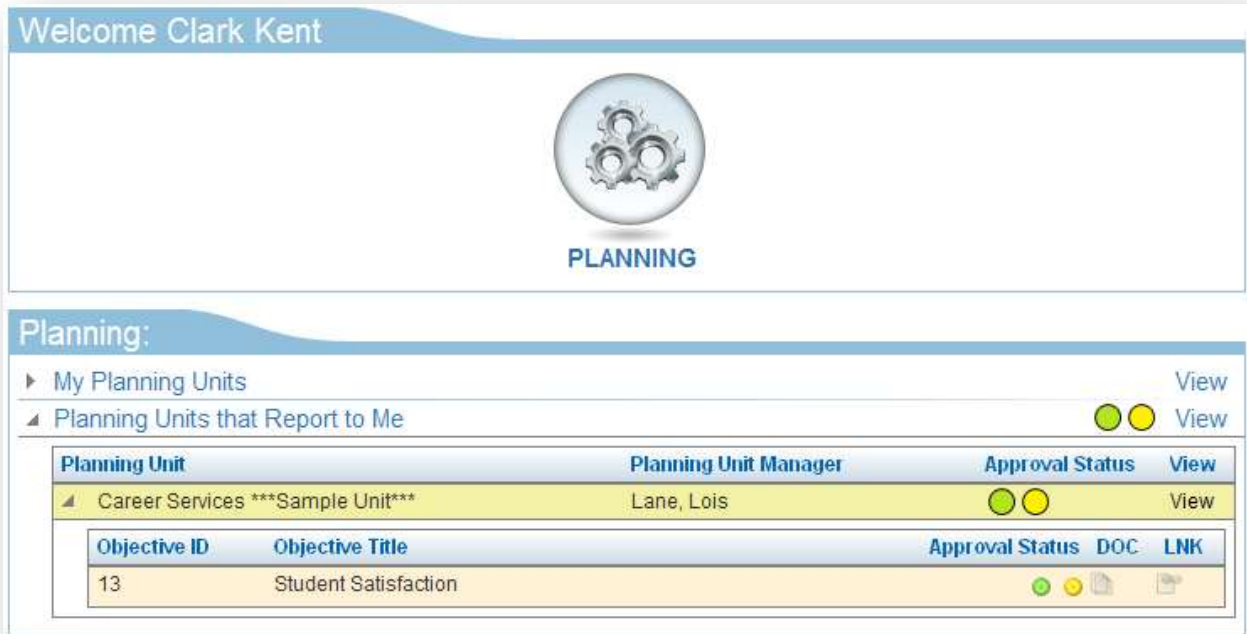 Welcome Clark Kent
PLANNING
Planning:
My Planning Units View
Planning Units that Report to Me View
Planning Unit Planning Unit Manager Approval Status View
Career Services ***Sample Unit*** Lane, Lois View
Objective ID Objective Title Approval Status DOC LNK
13 Student Satisfaction